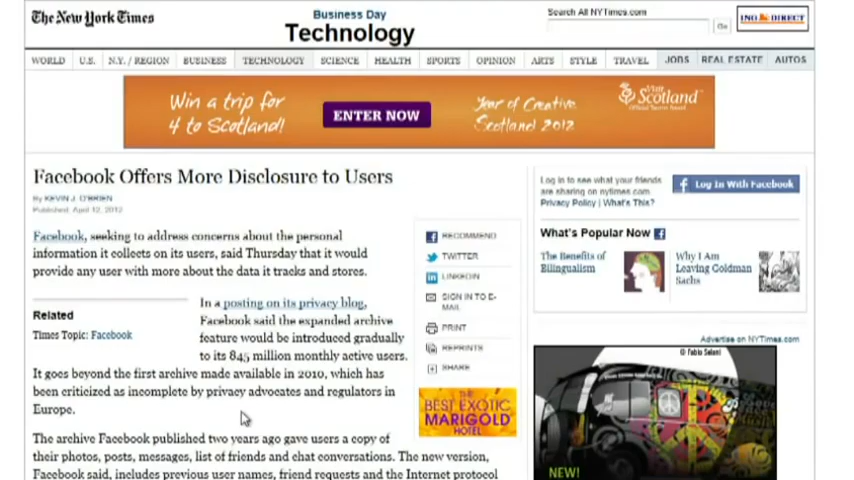 The New York Times
Business Day
Technology
Search All NYTimes.com
Go
ING DIRECT
WORLD U.S. N.Y. / REGION BUSINESS TECHNOLOGY SCIENCE HEALTH SPORTS OPINION ARTS STYLE TRAVEL JOBS REAL ESTATE AUTOS
Win a trip for
4 to Scotland!
ENTER NOW
Year of Creative
Scotland 2012
Visit
Scotland
Facebook Offers More Disclosure to Users
By KEVIN J. O'BRIEN
Published: April 12, 2012
Facebook, seeking to address concerns about the personal
information it collects on its users, said Thursday that it would
provide any user with more about the data it tracks and stores.
Related
Times Topic: Facebook
In a posting on its privacy blog,
Facebook said the expanded archive
feature would be introduced gradually
to its 845 million monthly active users.
It goes beyond the first archive made available in 2010, which has
been criticized as incomplete by privacy advocates and regulators in
Europe.
The archive Facebook published two years ago gave users a copy of
their photos, posts, messages, list of friends and chat conversations. The new version,
Facebook said, includes previous user names, friend requests and the Internet protocol
RECOMMEND
TWITTER
LINKEDIN
SIGN IN TO E-
MAIL
PRINT
REPRINTS
SHARE
THE
BEST EXOTIC
MARIGOLD
HOTEL
Log in to see what your friends
are sharing on nytimes.com.
Privacy Policy | What's This?
Log In With Facebook
What's Popular Now
The Benefits of
Bilingualism
Why I Am
Leaving Goldman
Sachs
Advertise on NYTimes.com
NEW!